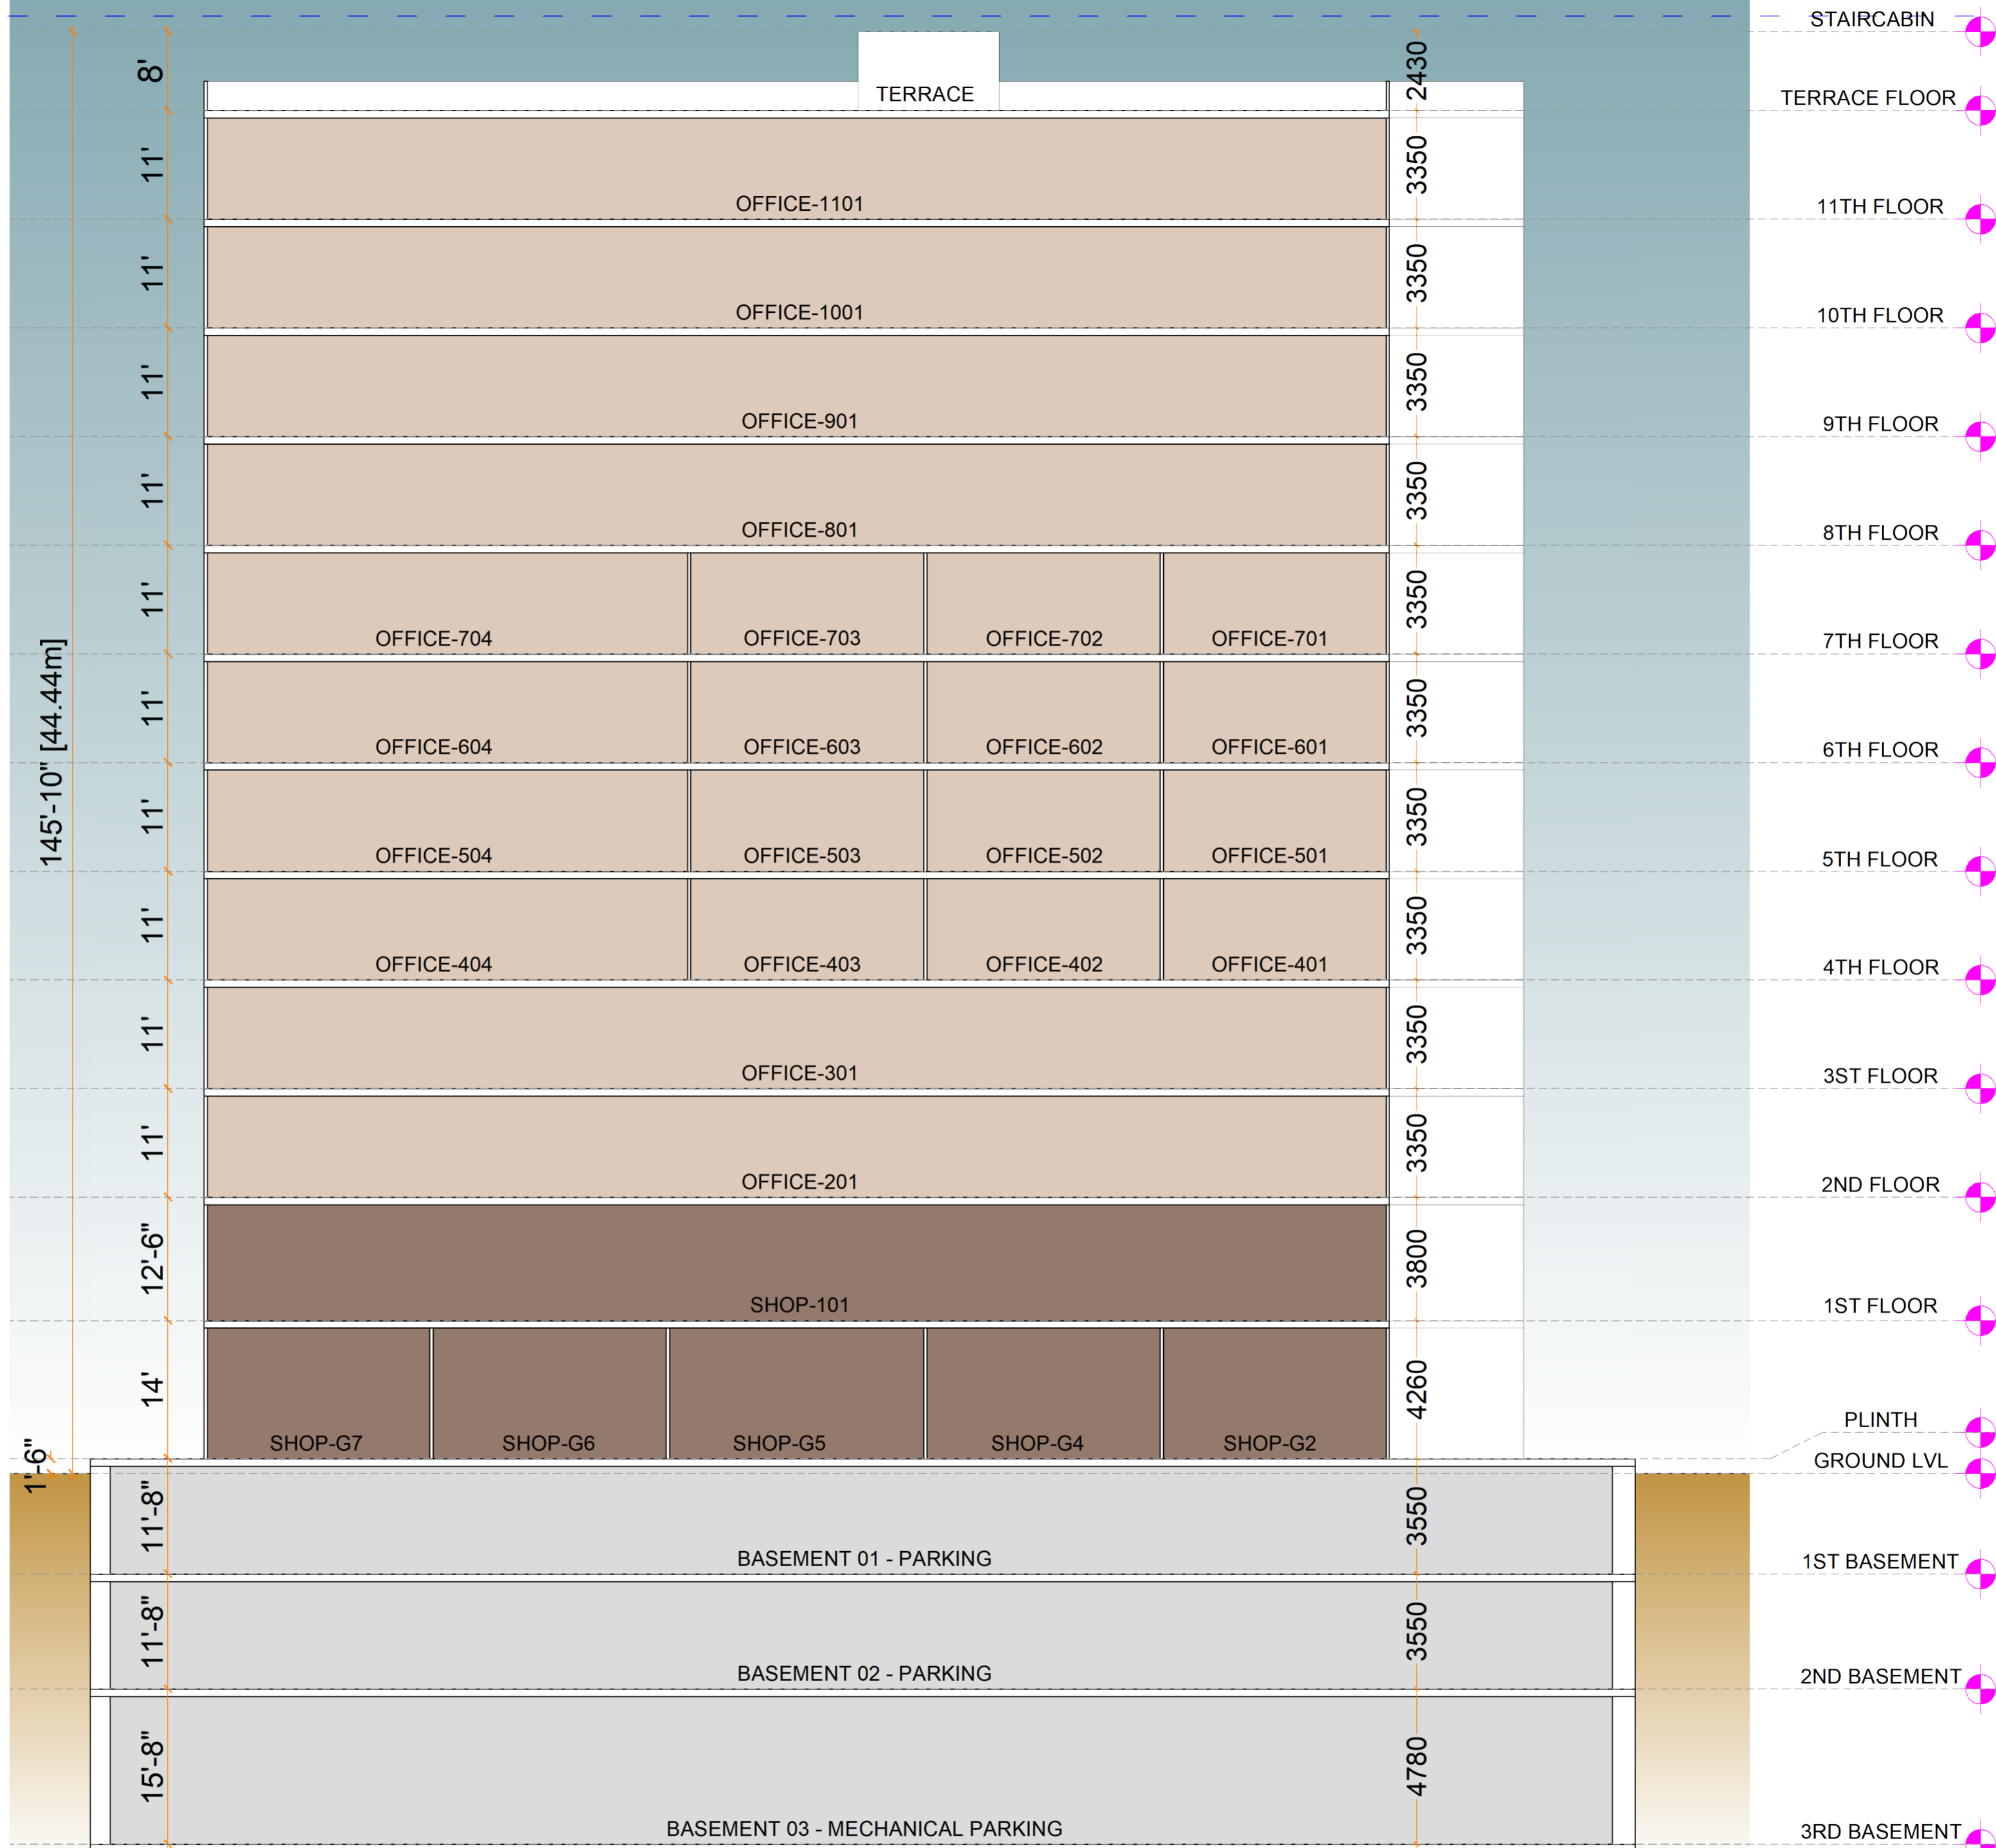 STAIRCABIN
8'
TERRACE
2430
TERRACE FLOOR
11'
OFFICE-1101
3350
11TH FLOOR
11'
OFFICE-1001
3350
10TH FLOOR
11'
OFFICE-901
3350
9TH FLOOR
11'
OFFICE-801
3350
8TH FLOOR
11'
OFFICE-704 OFFICE-703 OFFICE-702 OFFICE-701
3350
7TH FLOOR
145'-10" [44.44m]
11'
OFFICE-604 OFFICE-603 OFFICE-602 OFFICE-601
3350
6TH FLOOR
11'
OFFICE-504 OFFICE-503 OFFICE-502 OFFICE-501
3350
5TH FLOOR
11'
OFFICE-404 OFFICE-403 OFFICE-402 OFFICE-401
3350
4TH FLOOR
11'
OFFICE-301
3350
3ST FLOOR
11'
OFFICE-201
3350
2ND FLOOR
12'-6"
SHOP-101
3800
1ST FLOOR
14'
SHOP-G7 SHOP-G6 SHOP-G5 SHOP-G4 SHOP-G2
4260
PLINTH
1'-6"
GROUND LVL
11'-8"
BASEMENT 01 - PARKING
3550
1ST BASEMENT
11'-8"
BASEMENT 02 - PARKING
3550
2ND BASEMENT
15'-8"
BASEMENT 03 - MECHANICAL PARKING
4780
3RD BASEMENT